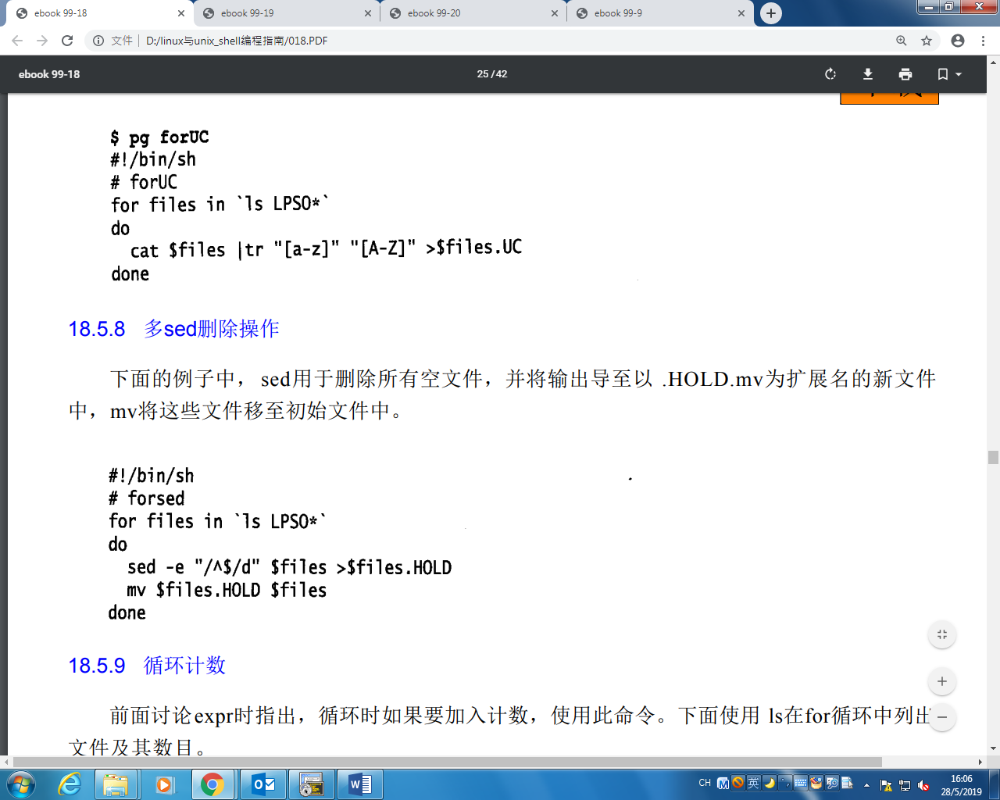 ebook 99-18
ebook 99-19
ebook 99-20
ebook 99-9
文件
D:/linux与unix_shell编程指南/018.PDF
ebook 99-18
25 / 42
$ pg forUC
#!/bin/sh
# forUC
for files in `ls LPSO*`
do
cat $files |tr "[a-z]" "[A-Z]" >$files.UC
done
18.5.8 多sed删除操作
下面的例子中，sed用于删除所有空文件，并将输出导至以 .HOLD.mv为扩展名的新文件
中，mv将这些文件移至初始文件中。
#!/bin/sh
# forsed
for files in `ls LPSO*`
do
sed -e "/^$/d" $files >$files.HOLD
mv $files.HOLD $files
done
18.5.9 循环计数
前面讨论expr时指出，循环时如果要加入计数，使用此命令。下面使用 ls在for循环中列出
文件及其数目。
CH
英
16:06
28/5/2019